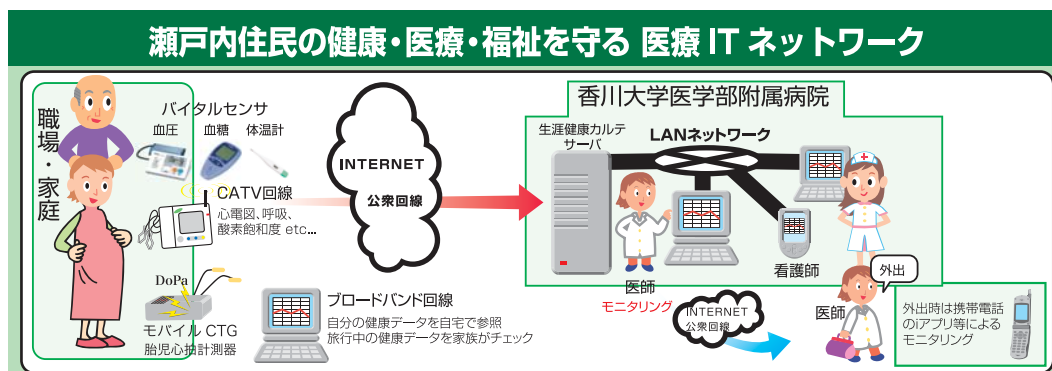 瀬戸内住民の健康・医療・福祉を守る 医療 IT ネットワーク
職場・家庭
バイタルセンサ
血圧 血糖 体温計
CATV回線
心電図、呼吸、
酸素飽和度 etc...
DoPa
モバイル CTG
胎児心拍計測器
INTERNET
公衆回線
ブロードバンド回線
自分の健康データを自宅で参照
旅行中の健康データを家族がチェック
香川大学医学部附属病院
生涯健康カルテ
サーバ
LANネットワーク
医師
モニタリング
看護師
INTERNET
公衆回線
医師
外出
外出時は携帯電話
のiアプリ等による
モニタリング